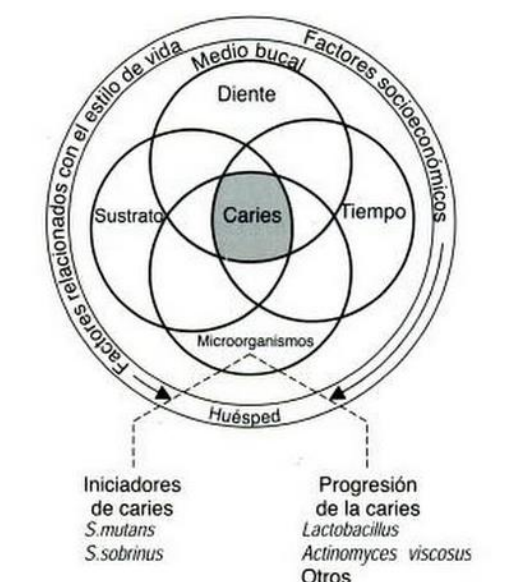 Factores relacionados con el estilo de vida
Factores socioeconómicos
Medio bucal
Diente
Sustrato
Caries
Tiempo
Microorganismos
Huésped
Iniciadores
de caries
S.mutans
S.sobrinus
Progresión
de la caries
Lactobacillus
Actinomyces viscosus
Otros